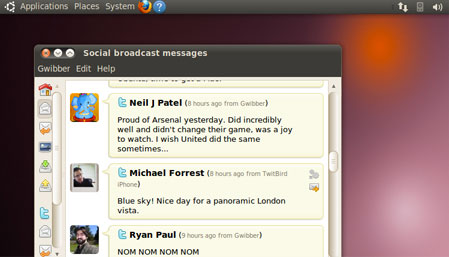 Applications Places System
Social broadcast messages
Gwibber Edit Help
Neil J Patel (8 hours ago from Gwibber)
Proud of Arsenal yesterday. Did incredibly
well and didn't change their game, was a joy
to watch. I wish United did the same
sometimes...
Michael Forrest (8 hours ago from TwitBird
iPhone)
Blue sky! Nice day for a panoramic London
vista.
Ryan Paul (9 hours ago from Gwibber)
NOM NOM NOM NOM